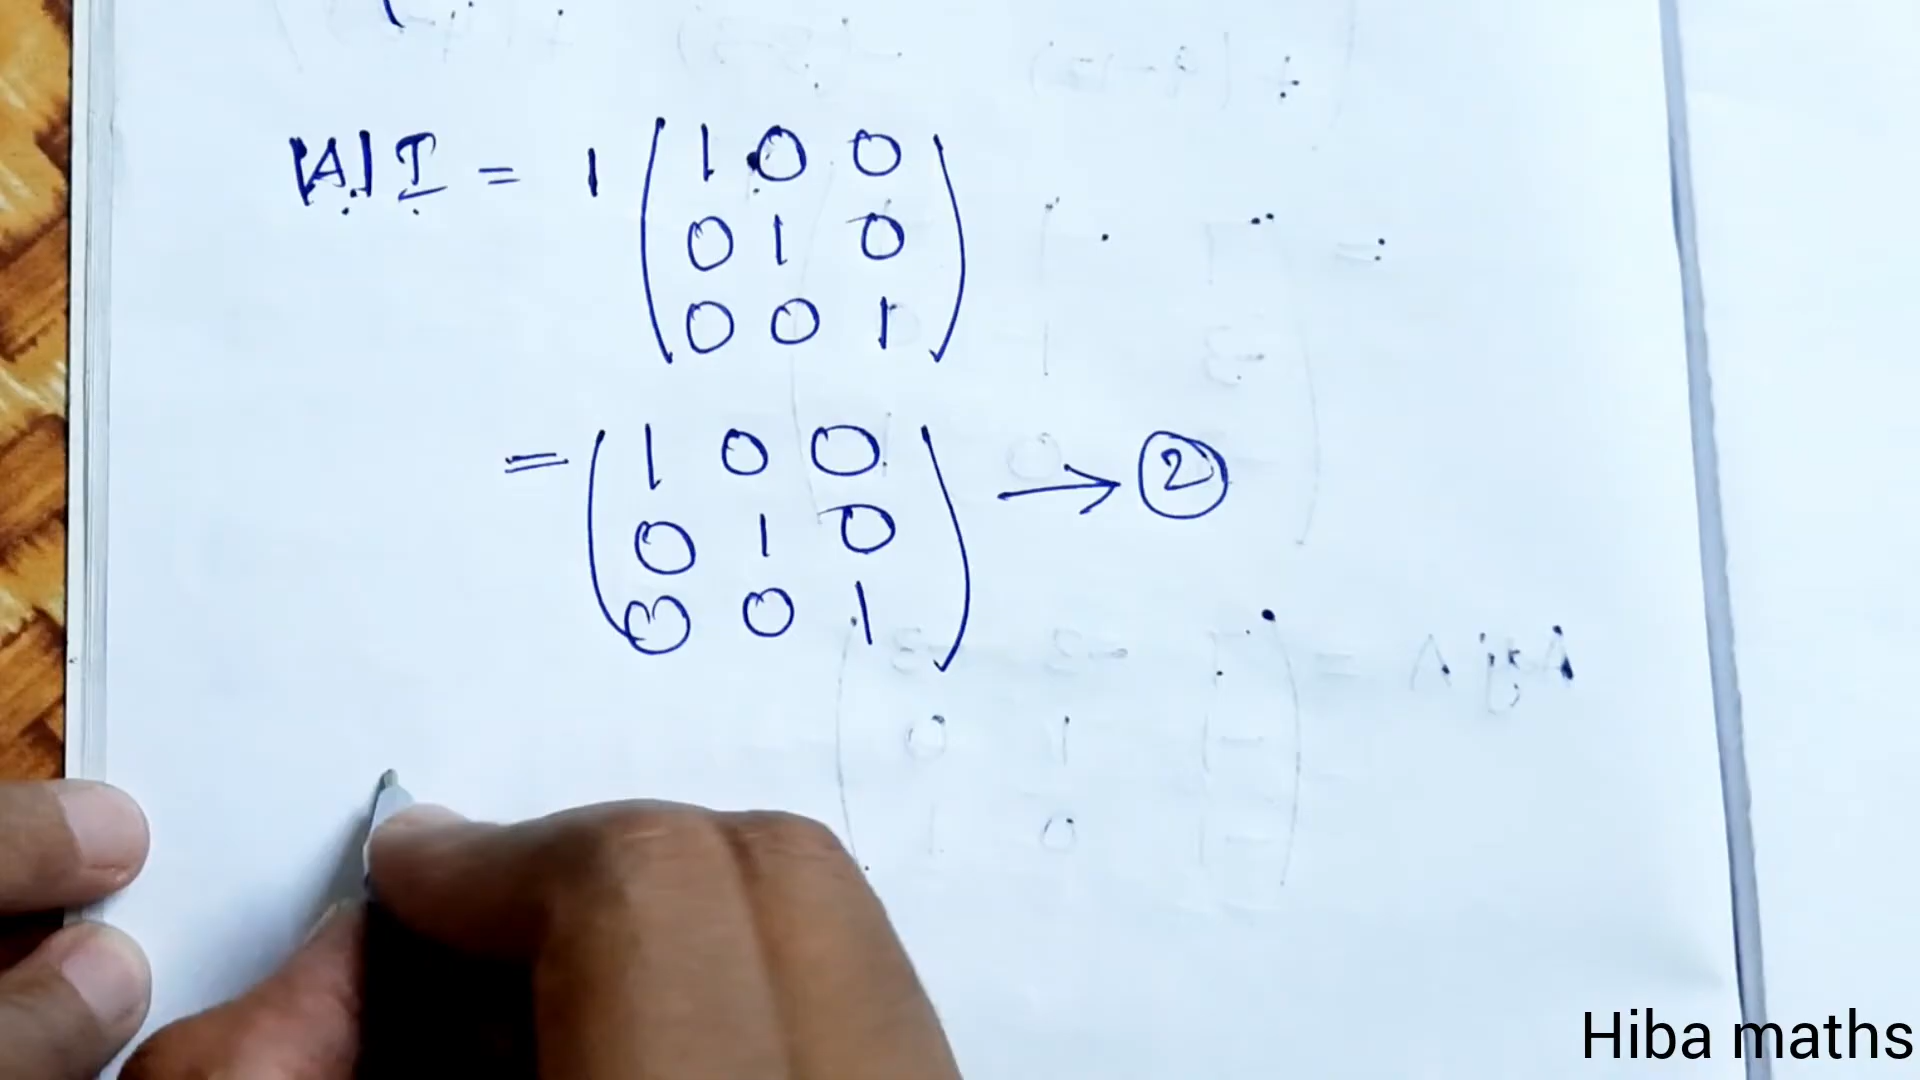 |A| I = 1 ( 1 0 0
0 1 0
0 0 1 )
= ( 1 0 0
0 1 0
0 0 1 ) → ②
Hiba maths